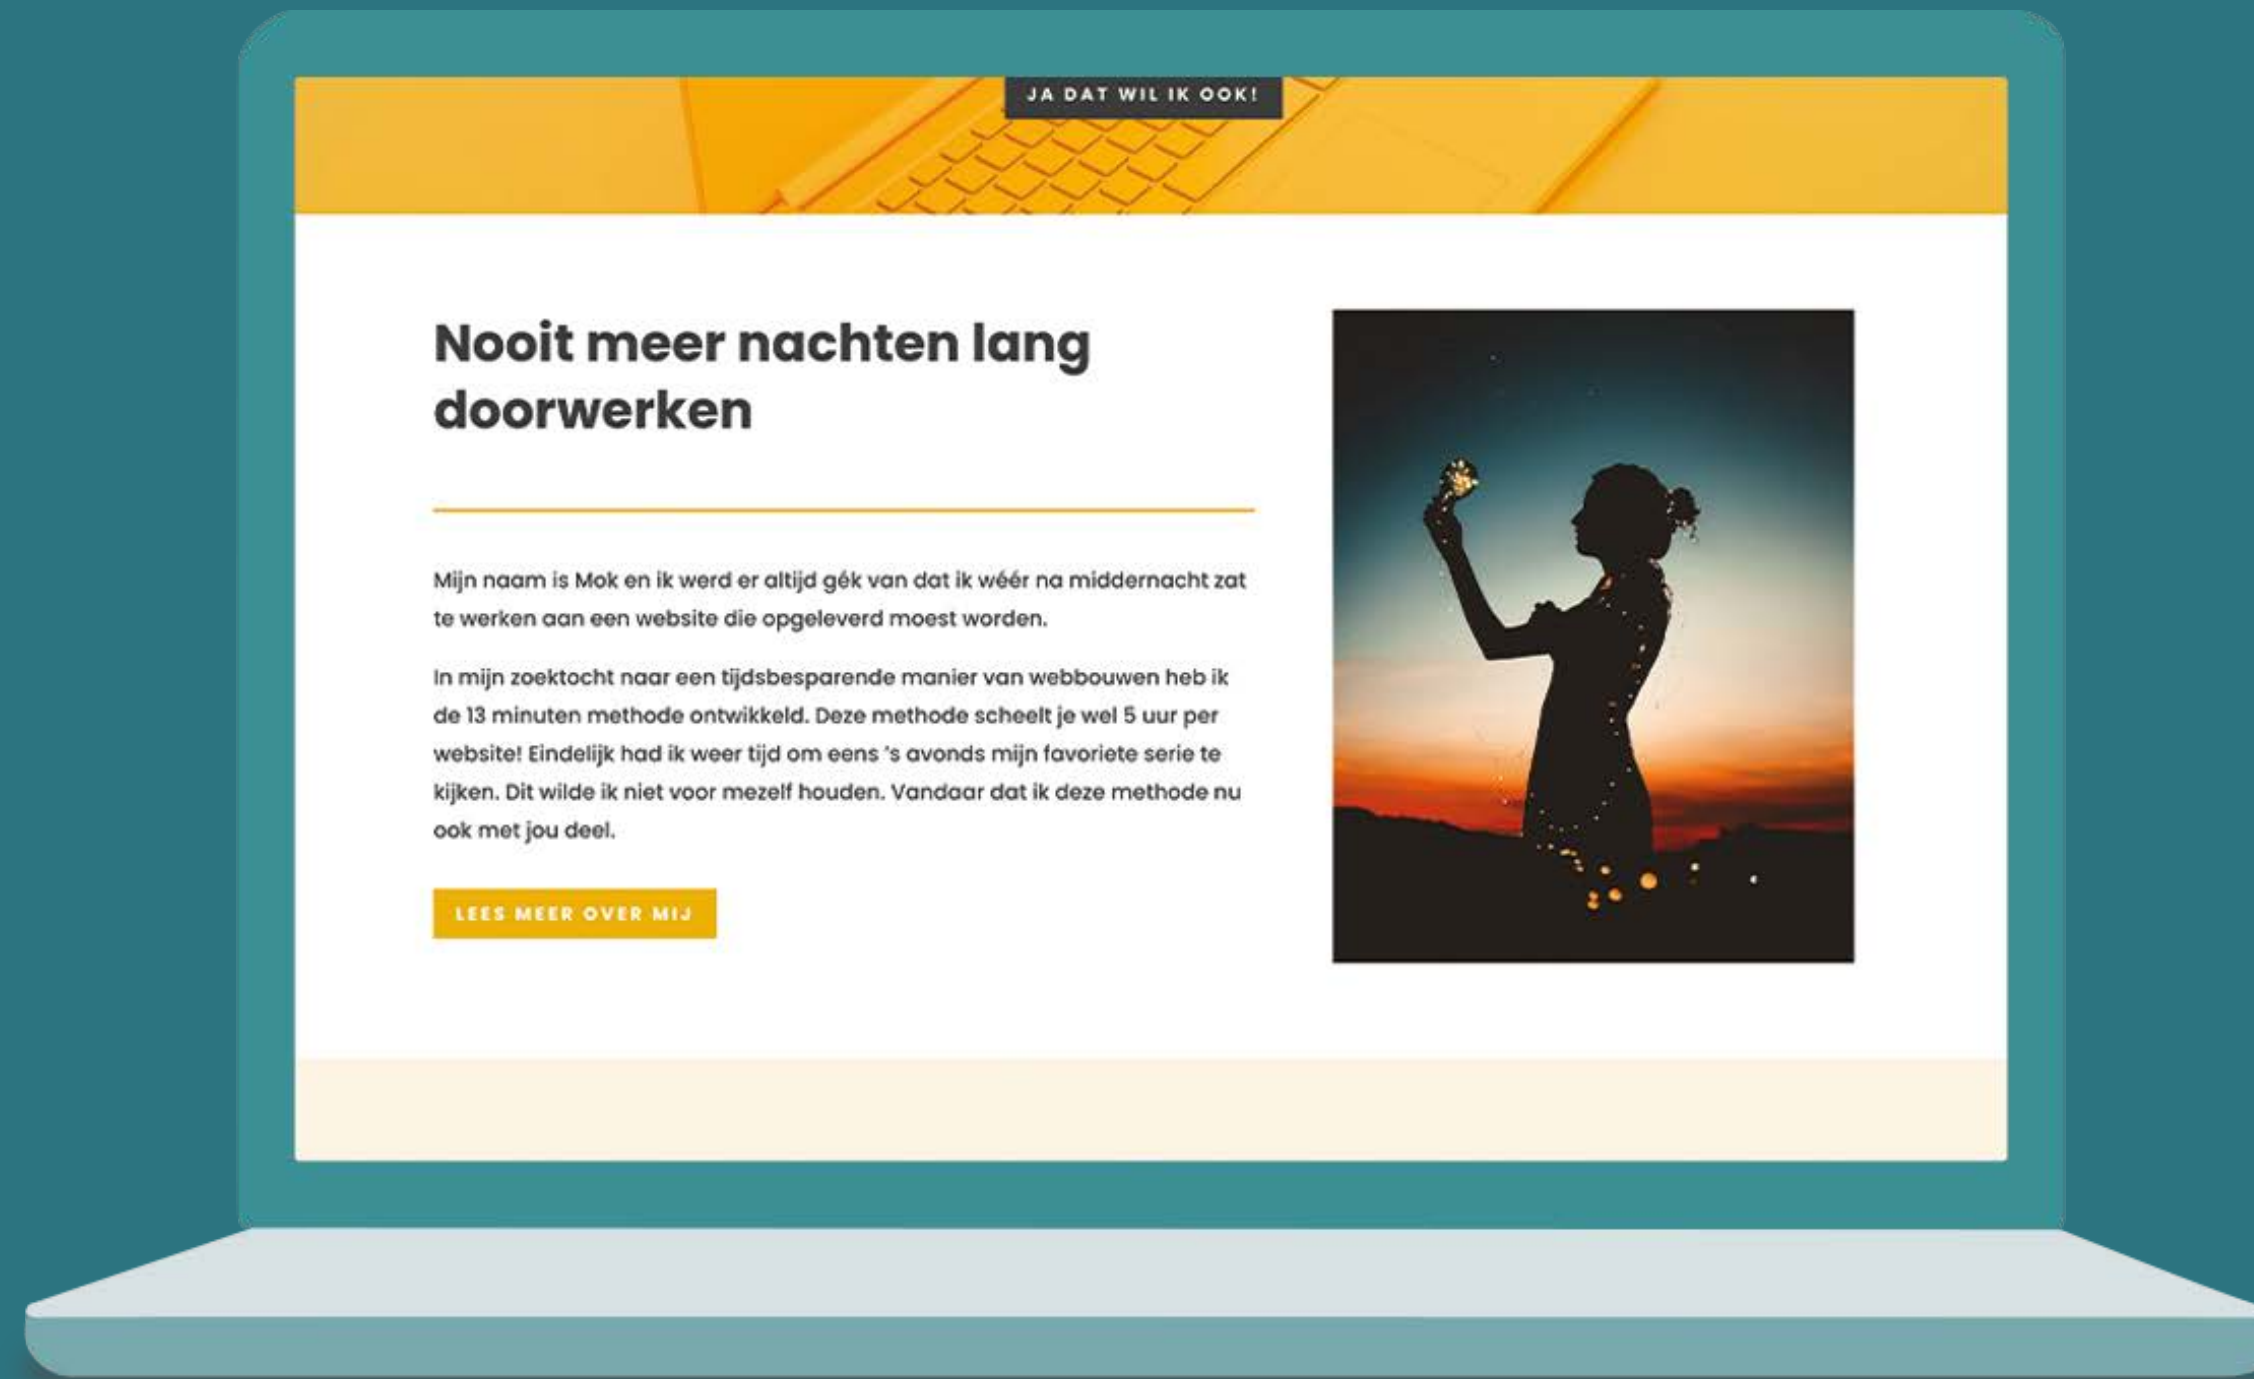 JA DAT WIL IK OOK!
Nooit meer nachten lang
doorwerken
Mijn naam is Mok en ik werd er altijd gék van dat ik wéér na middernacht zat
te werken aan een website die opgeleverd moest worden.
In mijn zoektocht naar een tijdsbesparende manier van webbouwen heb ik
de 13 minuten methode ontwikkeld. Deze methode scheelt je wel 5 uur per
website! Eindelijk had ik weer tijd om eens 's avonds mijn favoriete serie te
kijken. Dit wilde ik niet voor mezelf houden. Vandaar dat ik deze methode nu
ook met jou deel.
LEES MEER OVER MIJ